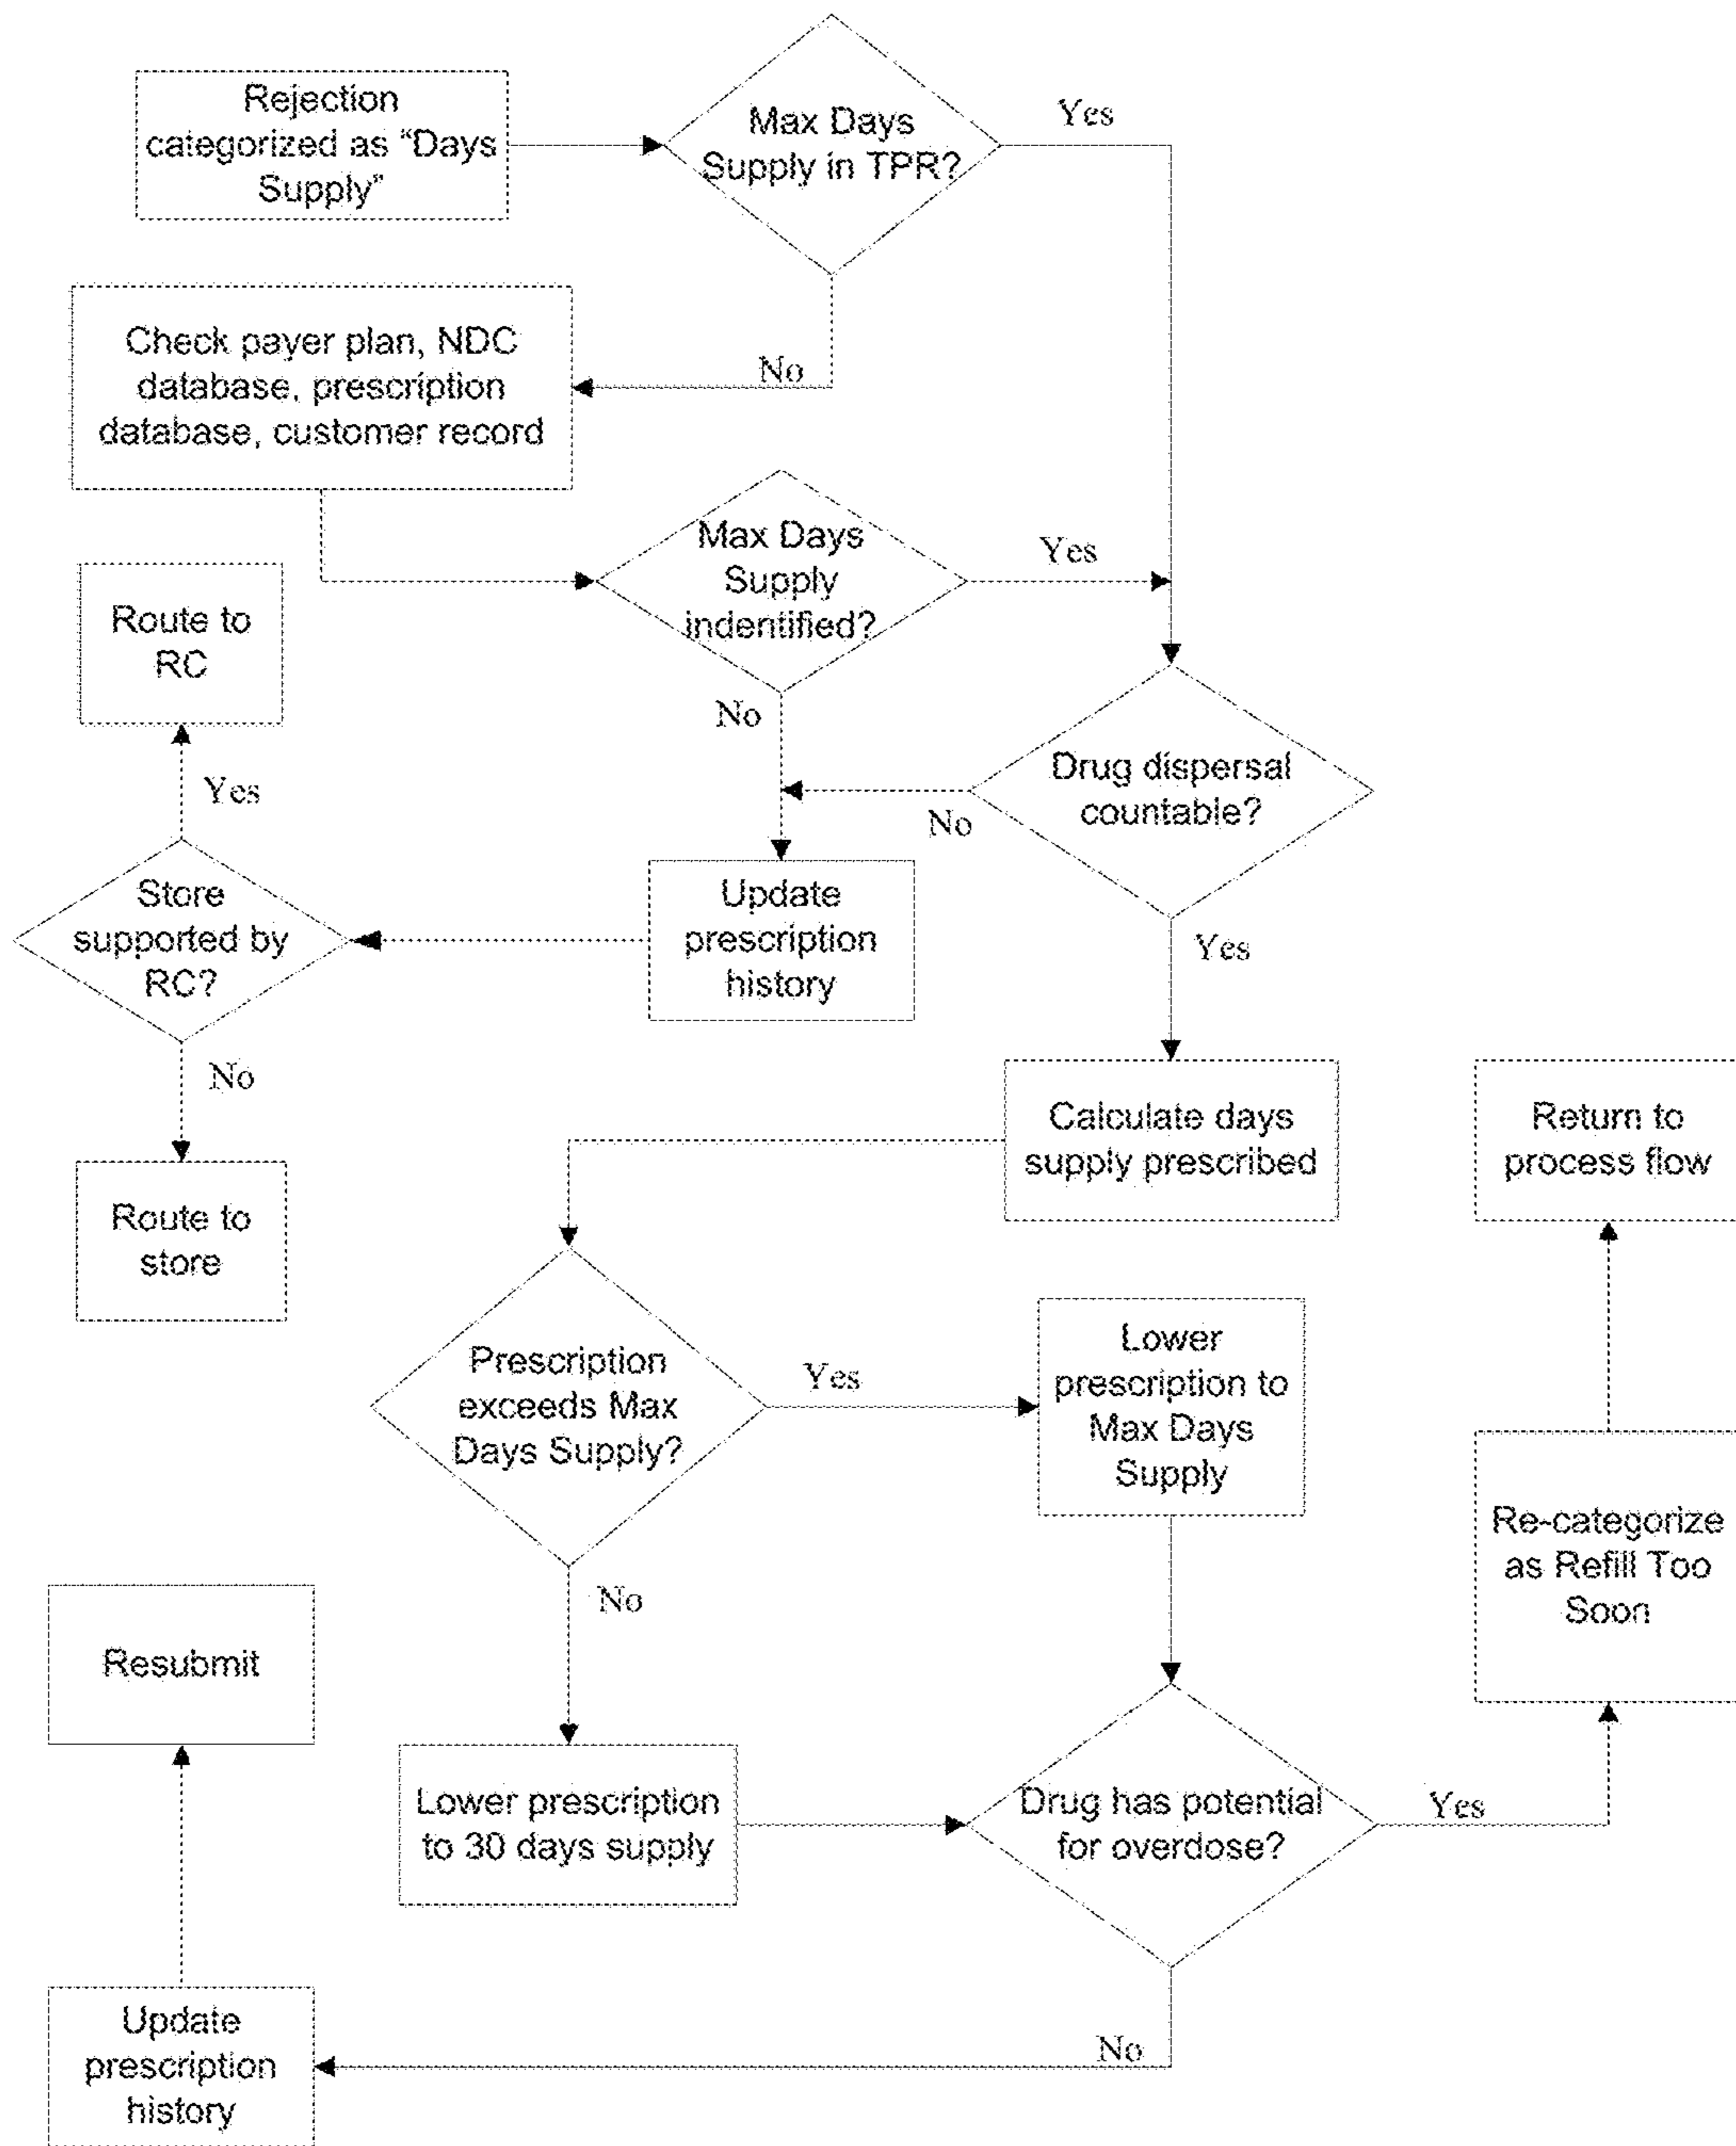 Rejection
categorized as “Days
Supply”
Max Days
Supply in TPR?
Yes
No
Check payer plan, NDC
database, prescription
database, customer record
Max Days
Supply
indentified?
Yes
No
Route to
RC
Yes
Drug dispersal
countable?
No
Yes
Store
supported by
RC?
Update
prescription
history
No
Route to
store
Calculate days
supply prescribed
Return to
process flow
Prescription
exceeds Max
Days Supply?
Yes
No
Lower
prescription to
Max Days
Supply
Re-categorize
as Refill Too
Soon
Resubmit
Lower prescription
to 30 days supply
Drug has potential
for overdose?
Yes
No
Update
prescription
history